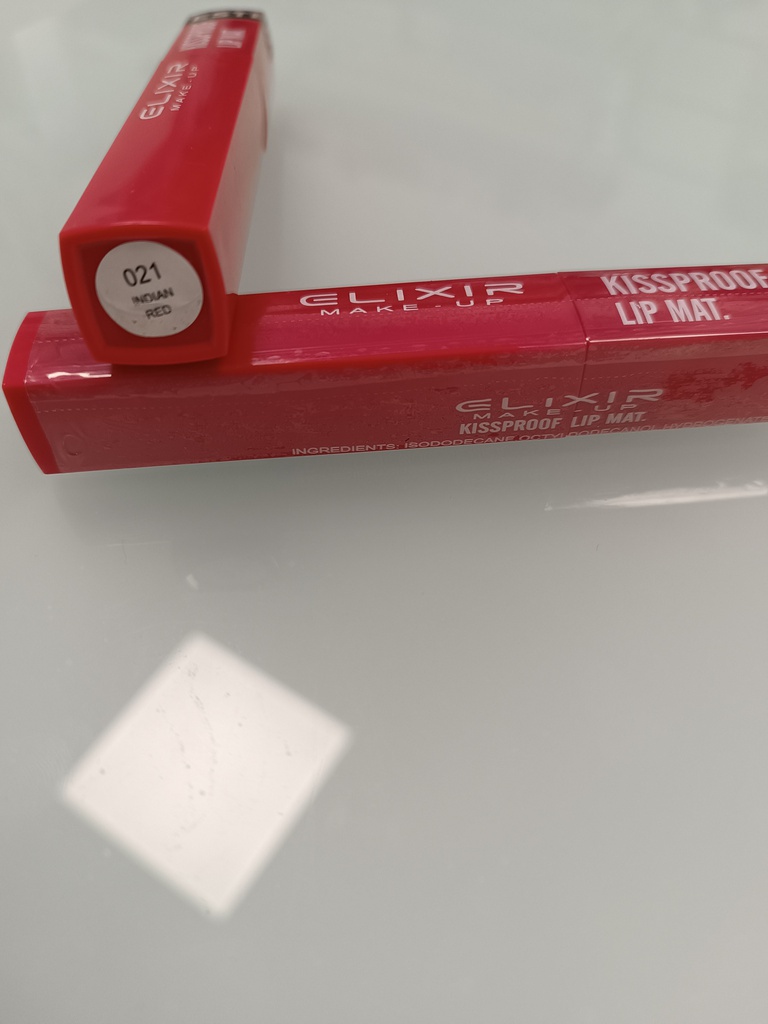 ELIXIR
MAKE-UP
021
INDIAN
RED
ELIXIR
MAKE-UP
KISSPROOF
LIP MAT.
ELIXIR
MAKE-UP
KISSPROOF LIP MAT.
INGREDIENTS: ISODODECANE OCTYLDODECANOL